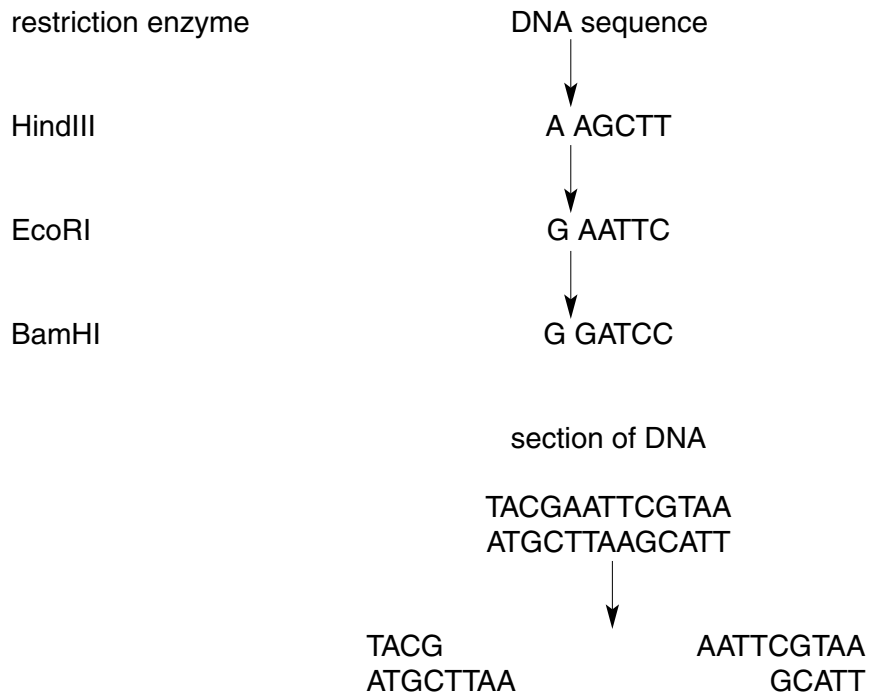 restriction enzyme DNA sequence
HindIII A AGCTT
EcoRI G AATTC
BamHI G GATCC
section of DNA
TACGAATTCGTAA
ATGCTTAAGCATT
TACG AATTCGTAA
ATGCTTAA GCATT